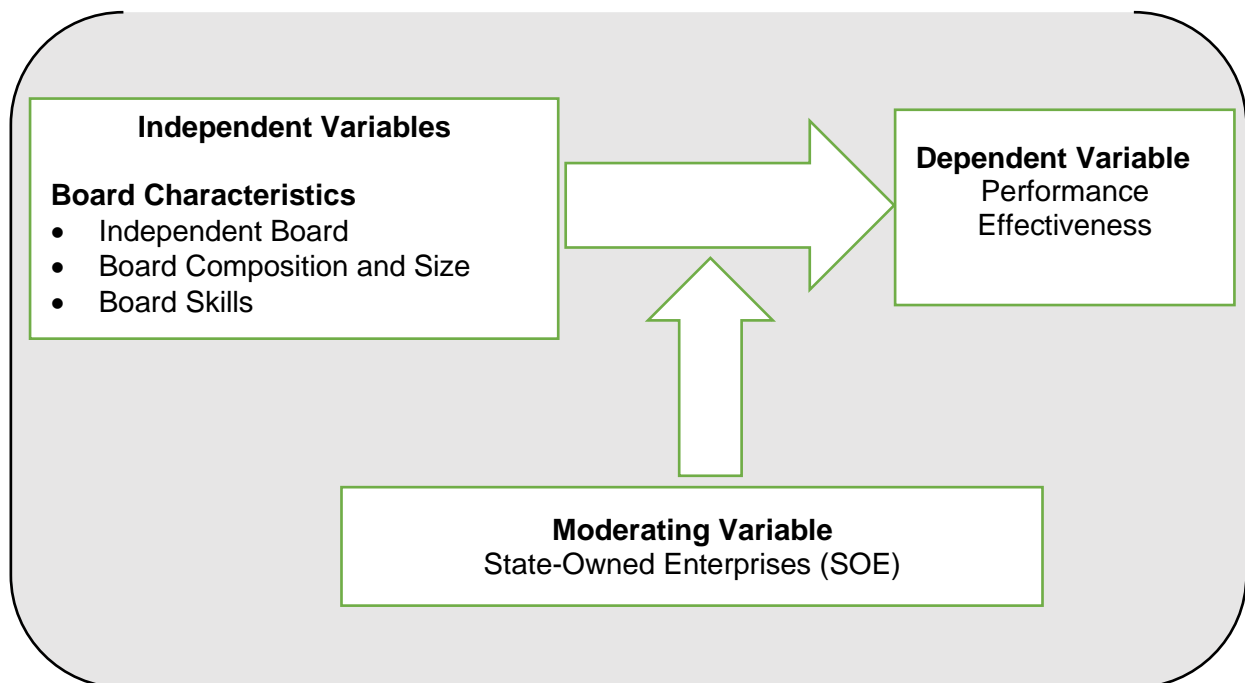 Independent Variables
Board Characteristics
• Independent Board
• Board Composition and Size
• Board Skills
Dependent Variable
Performance
Effectiveness
Moderating Variable
State-Owned Enterprises (SOE)